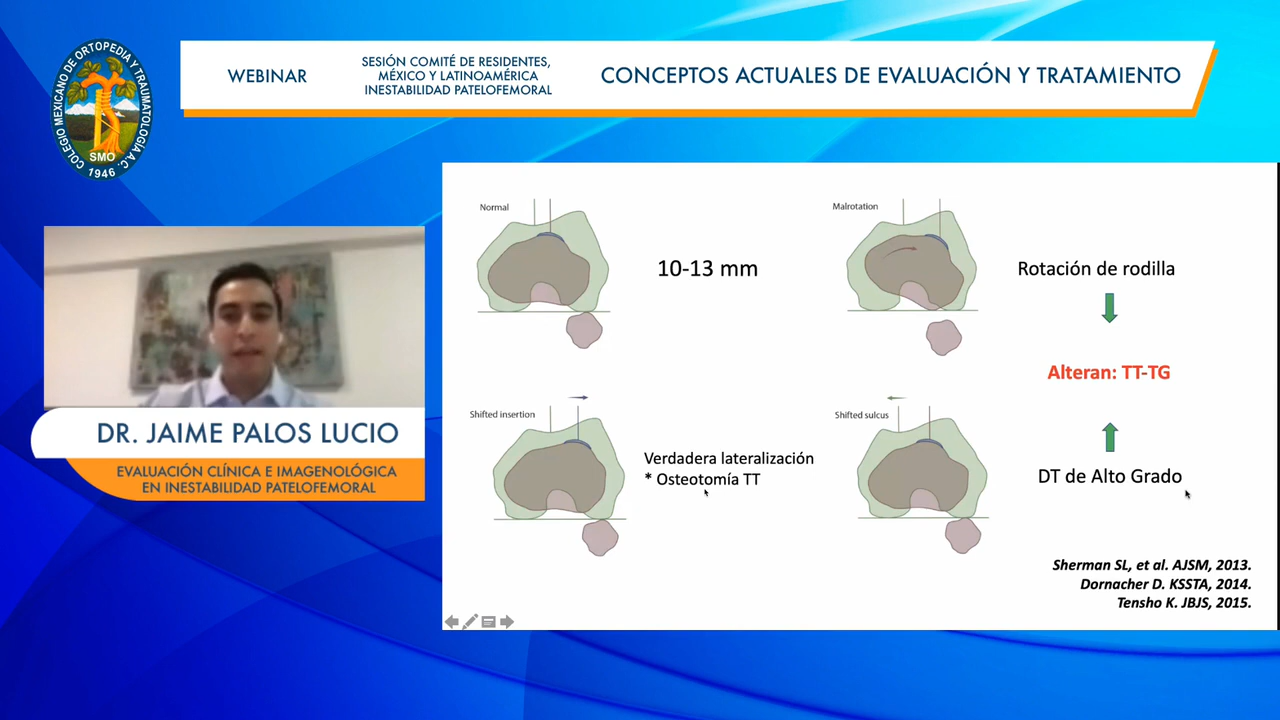 COLEGIO MEXICANO DE ORTOPEDIA Y TRAUMATOLOGIA A.C.
SMO
1946
WEBINAR
SESIÓN COMITÉ DE RESIDENTES,
MÉXICO Y LATINOAMÉRICA
INESTABILIDAD PATELOFEMORAL
CONCEPTOS ACTUALES DE EVALUACIÓN Y TRATAMIENTO
DR. JAIME PALOS LUCIO
EVALUACIÓN CLÍNICA E IMAGENOLÓGICA
EN INESTABILIDAD PATELOFEMORAL
Normal
10-13 mm
Malrotation
Rotación de rodilla
Alteran: TT-TG
Shifted insertion
Verdadera lateralización
* Osteotomía TT
Shifted sulcus
DT de Alto Grado
Sherman SL, et al. AJSM, 2013.
Dornacher D. KSSTA, 2014.
Tensho K. JBJS, 2015.